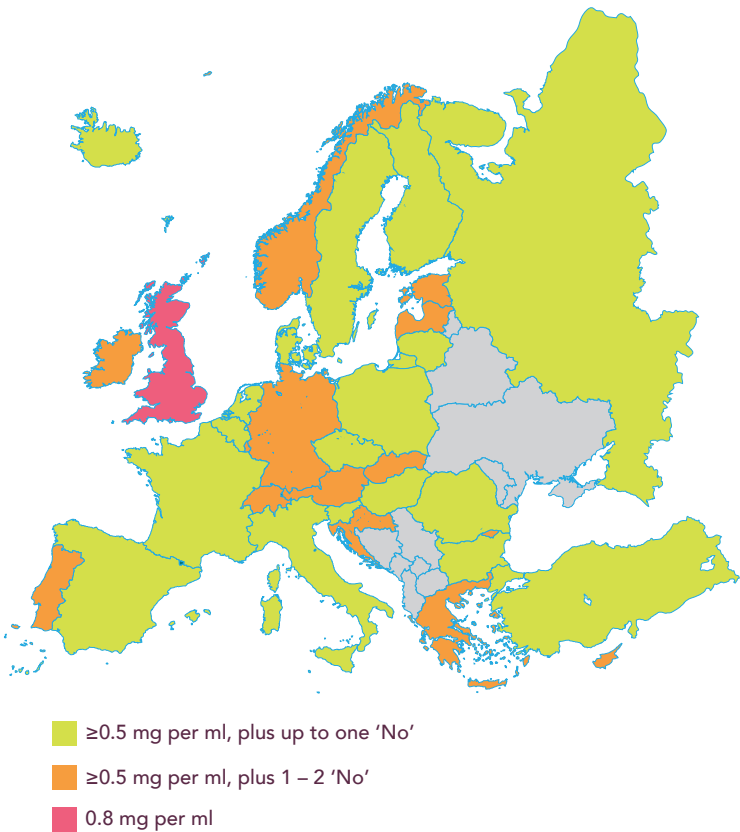 ≥0.5 mg per ml, plus up to one ‘No’
≥0.5 mg per ml, plus 1 – 2 ‘No’
0.8 mg per ml